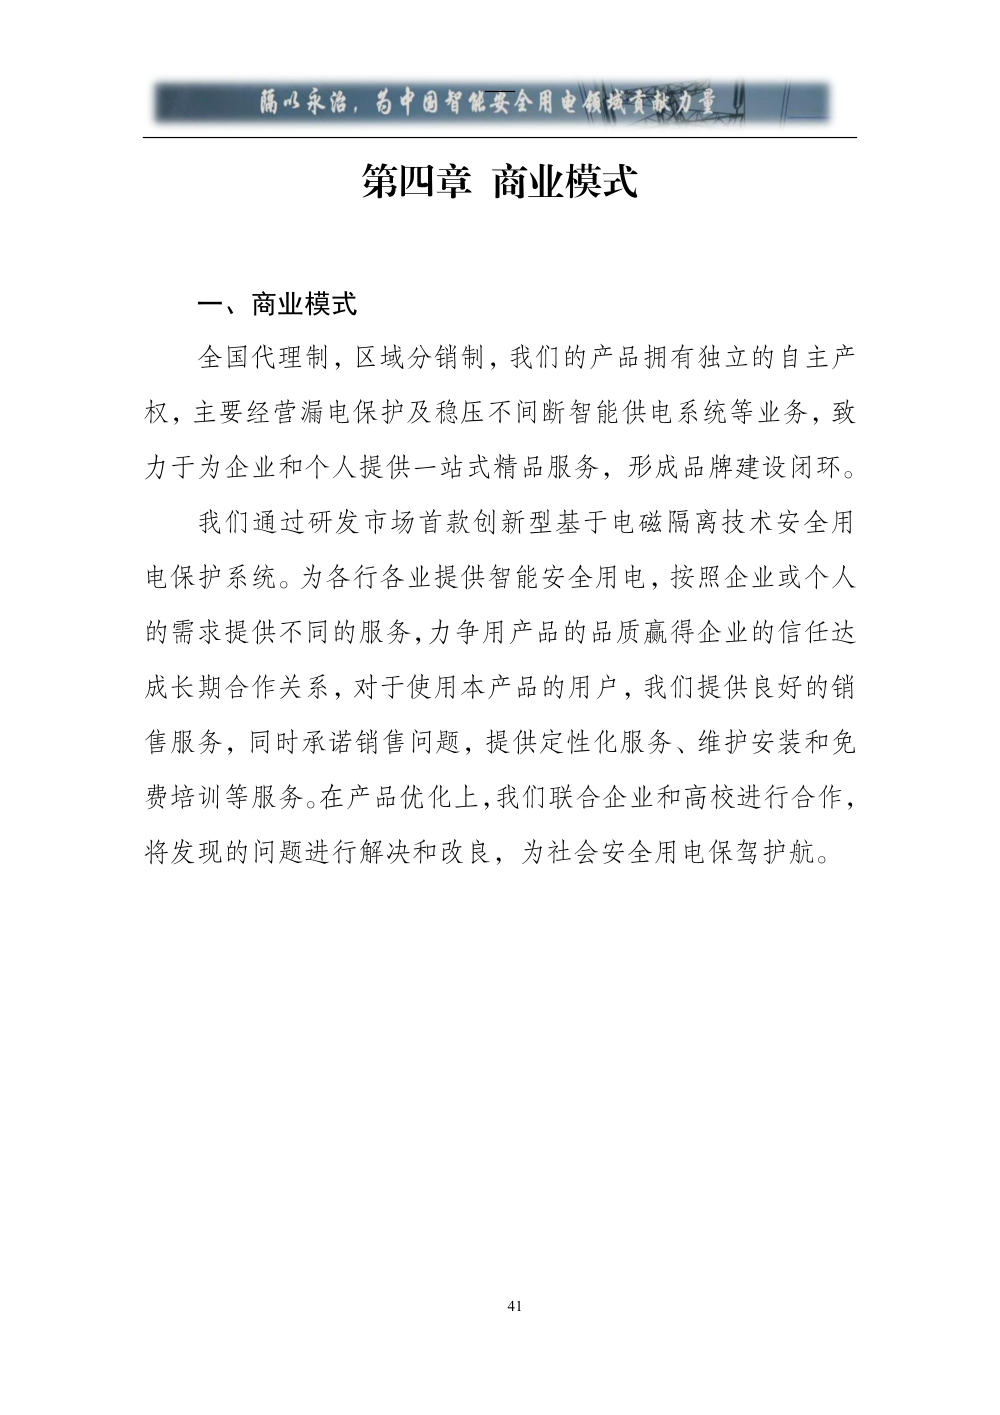 隔以永治，为中国智能安全用电领域贡献力量
第四章 商业模式
一、商业模式
全国代理制，区域分销制，我们的产品拥有独立的自主产
权，主要经营漏电保护及稳压不间断智能供电系统等业务，致
力于为企业和个人提供一站式精品服务，形成品牌建设闭环。
我们通过研发市场首款创新型基于电磁隔离技术安全用
电保护系统。为各行各业提供智能安全用电，按照企业或个人
的需求提供不同的服务，力争用产品的品质赢得企业的信任达
成长期合作关系，对于使用本产品的用户，我们提供良好的销
售服务，同时承诺销售问题，提供定性化服务、维护安装和免
费培训等服务。在产品优化上，我们联合企业和高校进行合作，
将发现的问题进行解决和改良，为社会安全用电保驾护航。
41